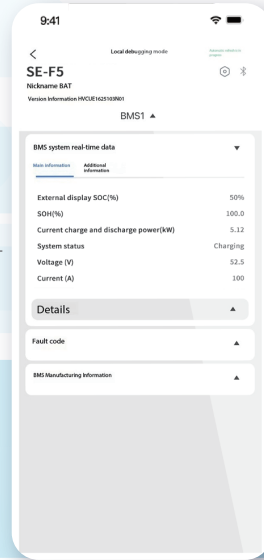 9:41
Local debugging mode
SE-F5
Nickname BAT
Version Information HVCUE1625103N01
BMS1 ▲
BMS system real-time data ▼
Main information Additional
information
External display SOC(%) 50%
SOH(%) 100.0
Current charge and discharge power(kW) 5.12
System status Charging
Voltage (V) 52.5
Current (A) 100
Details ▲
Fault code ▲
BMS Manufacturing Information ▲